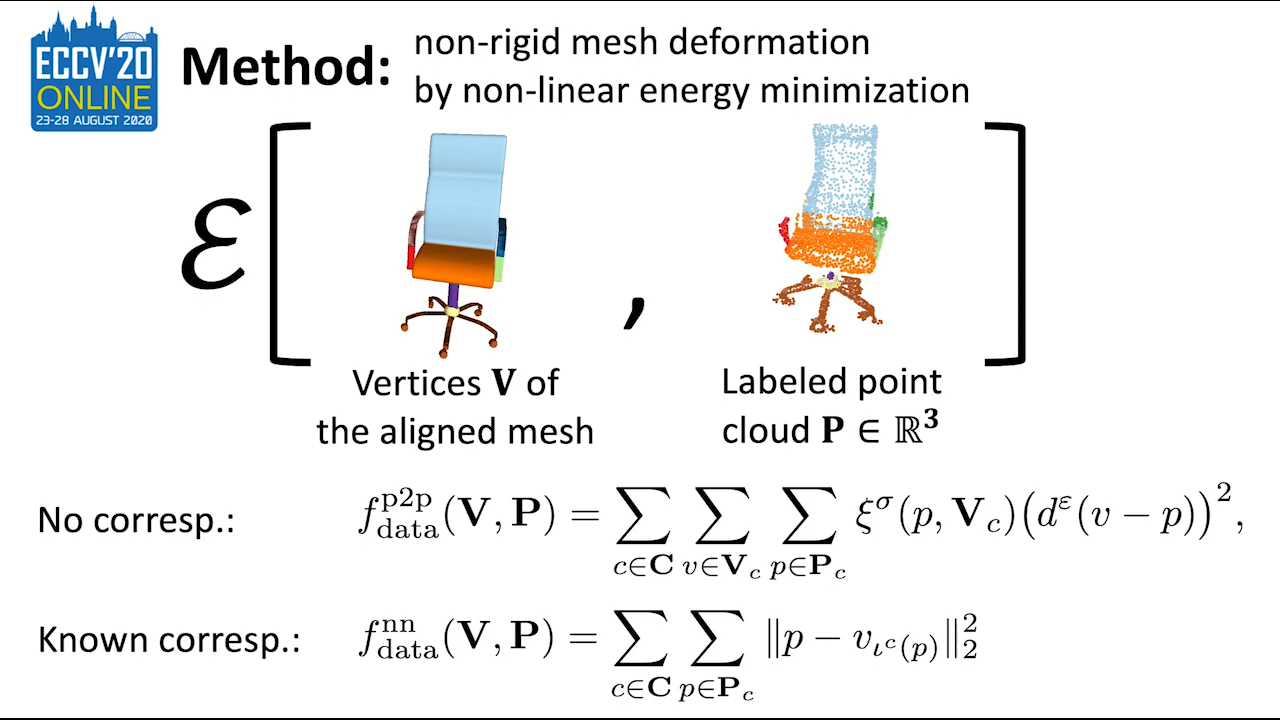 ECCV'20
ONLINE
23-28 AUGUST 2020
Method: non-rigid mesh deformation
by non-linear energy minimization
ℰ [ , ]
Vertices V of
the aligned mesh
Labeled point
cloud P ∈ ℝ³
No corresp.: f_data^p2p(V, P) = ∑_{c∈C} ∑_{v∈V_c} ∑_{p∈P_c} ξ^σ(p, V_c)(d^ε(v − p))²,
Known corresp.: f_data^nn(V, P) = ∑_{c∈C} ∑_{p∈P_c} ‖p − v_{ι^c(p)}‖₂²